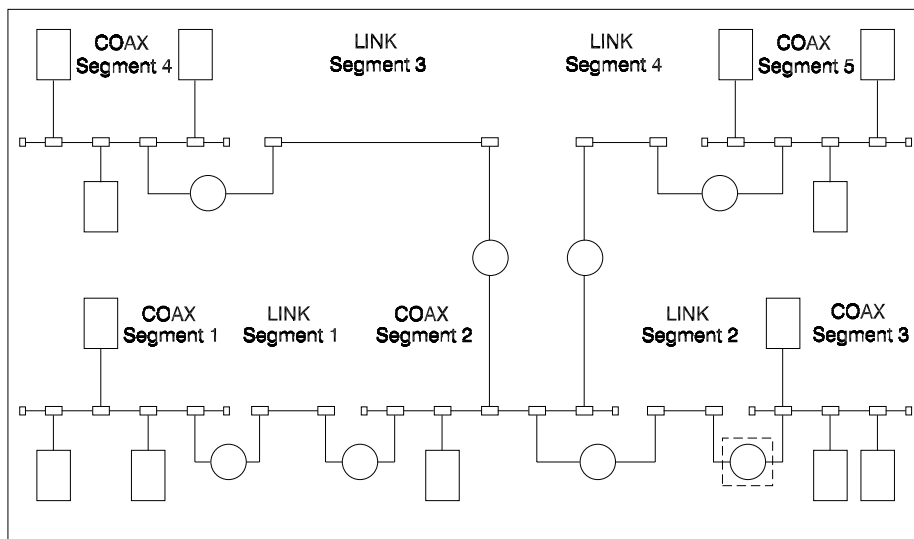 COAX
Segment 4
LINK
Segment 3
LINK
Segment 4
COAX
Segment 5
COAX
Segment 1
LINK
Segment 1
COAX
Segment 2
LINK
Segment 2
COAX
Segment 3